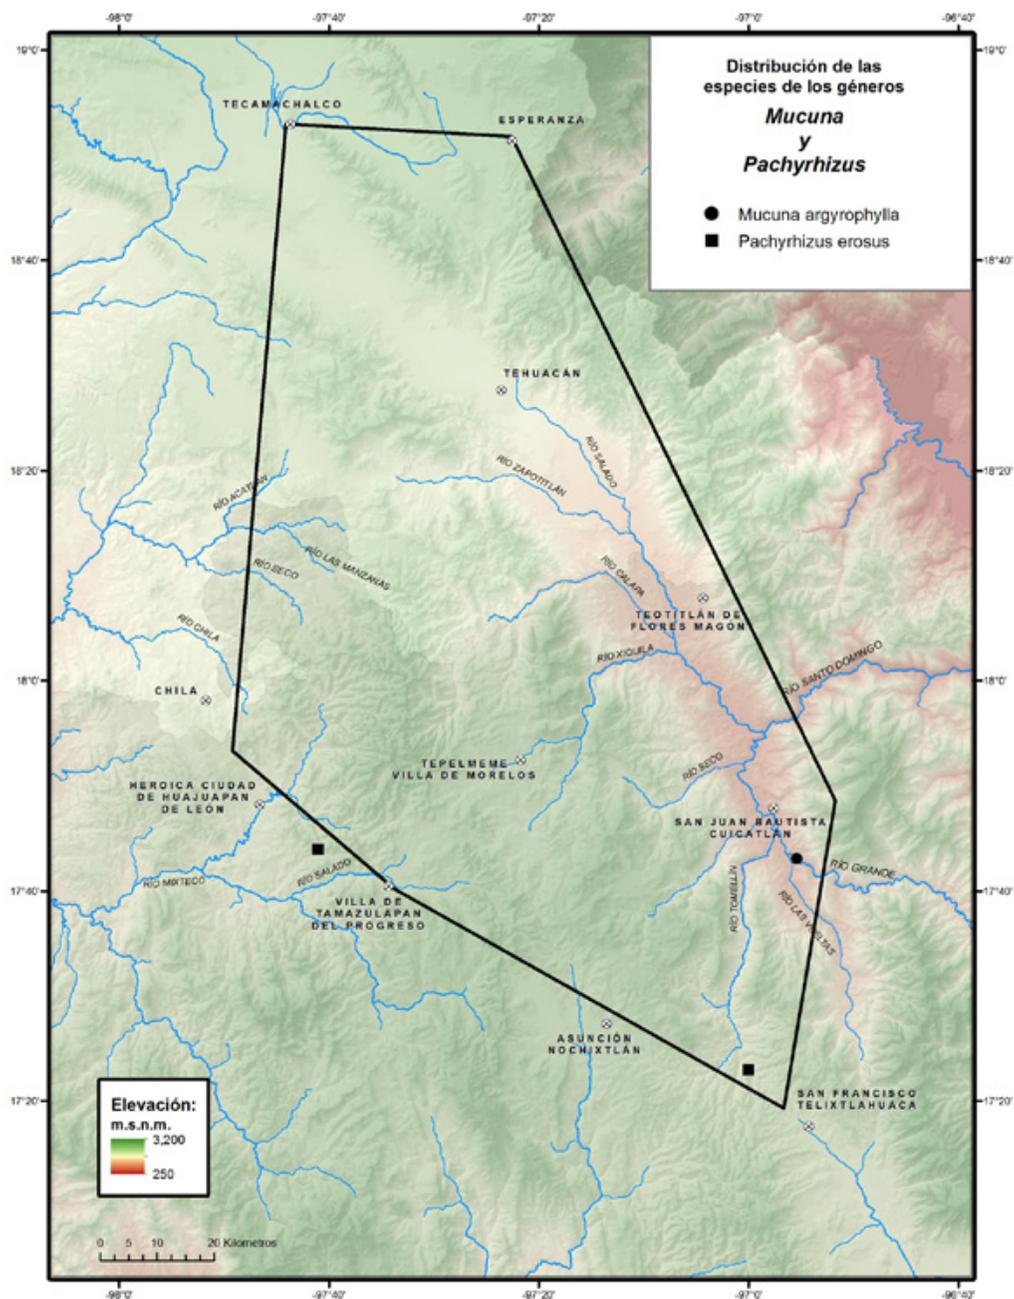 -98°0'
-97°40'
-97°20'
-97°0'
-96°40'
19°0'
19°0'
Distribución de las
especies de los géneros
Mucuna
y
Pachyrhizus
Mucuna argyrophylla
Pachyrhizus erosus
TECAMACHALCO
ESPERANZA
18°40'
18°40'
TEHUACÁN
RÍO SALADO
RÍO ZAPOTITLÁN
18°20'
18°20'
RÍO ACATLÁN
RÍO LAS MANZANAS
RÍO SECO
RÍO CALAPA
TEOTITLÁN DE
FLORES MAGÓN
RÍO CHILA
RÍO XIQUILA
RÍO SANTO DOMINGO
18°0'
18°0'
CHILA
TEPELMEME
VILLA DE MORELOS
RÍO SECO
HEROICA CIUDAD
DE HUAJUAPAN
DE LEÓN
SAN JUAN BAUTISTA
CUICATLÁN
RÍO GRANDE
RÍO SALADO
RÍO MIXTECO
17°40'
17°40'
RÍO TOMELLÍN
RÍO LAS VUELTAS
VILLA DE
TAMAZULAPAN
DEL PROGRESO
ASUNCIÓN
NOCHIXTLÁN
SAN FRANCISCO
TELIXTLAHUACA
17°20'
17°20'
Elevación:
m.s.n.m.
3,200
250
0 5 10 20 Kilometros
-98°0'
-97°40'
-97°20'
-97°0'
-96°40'